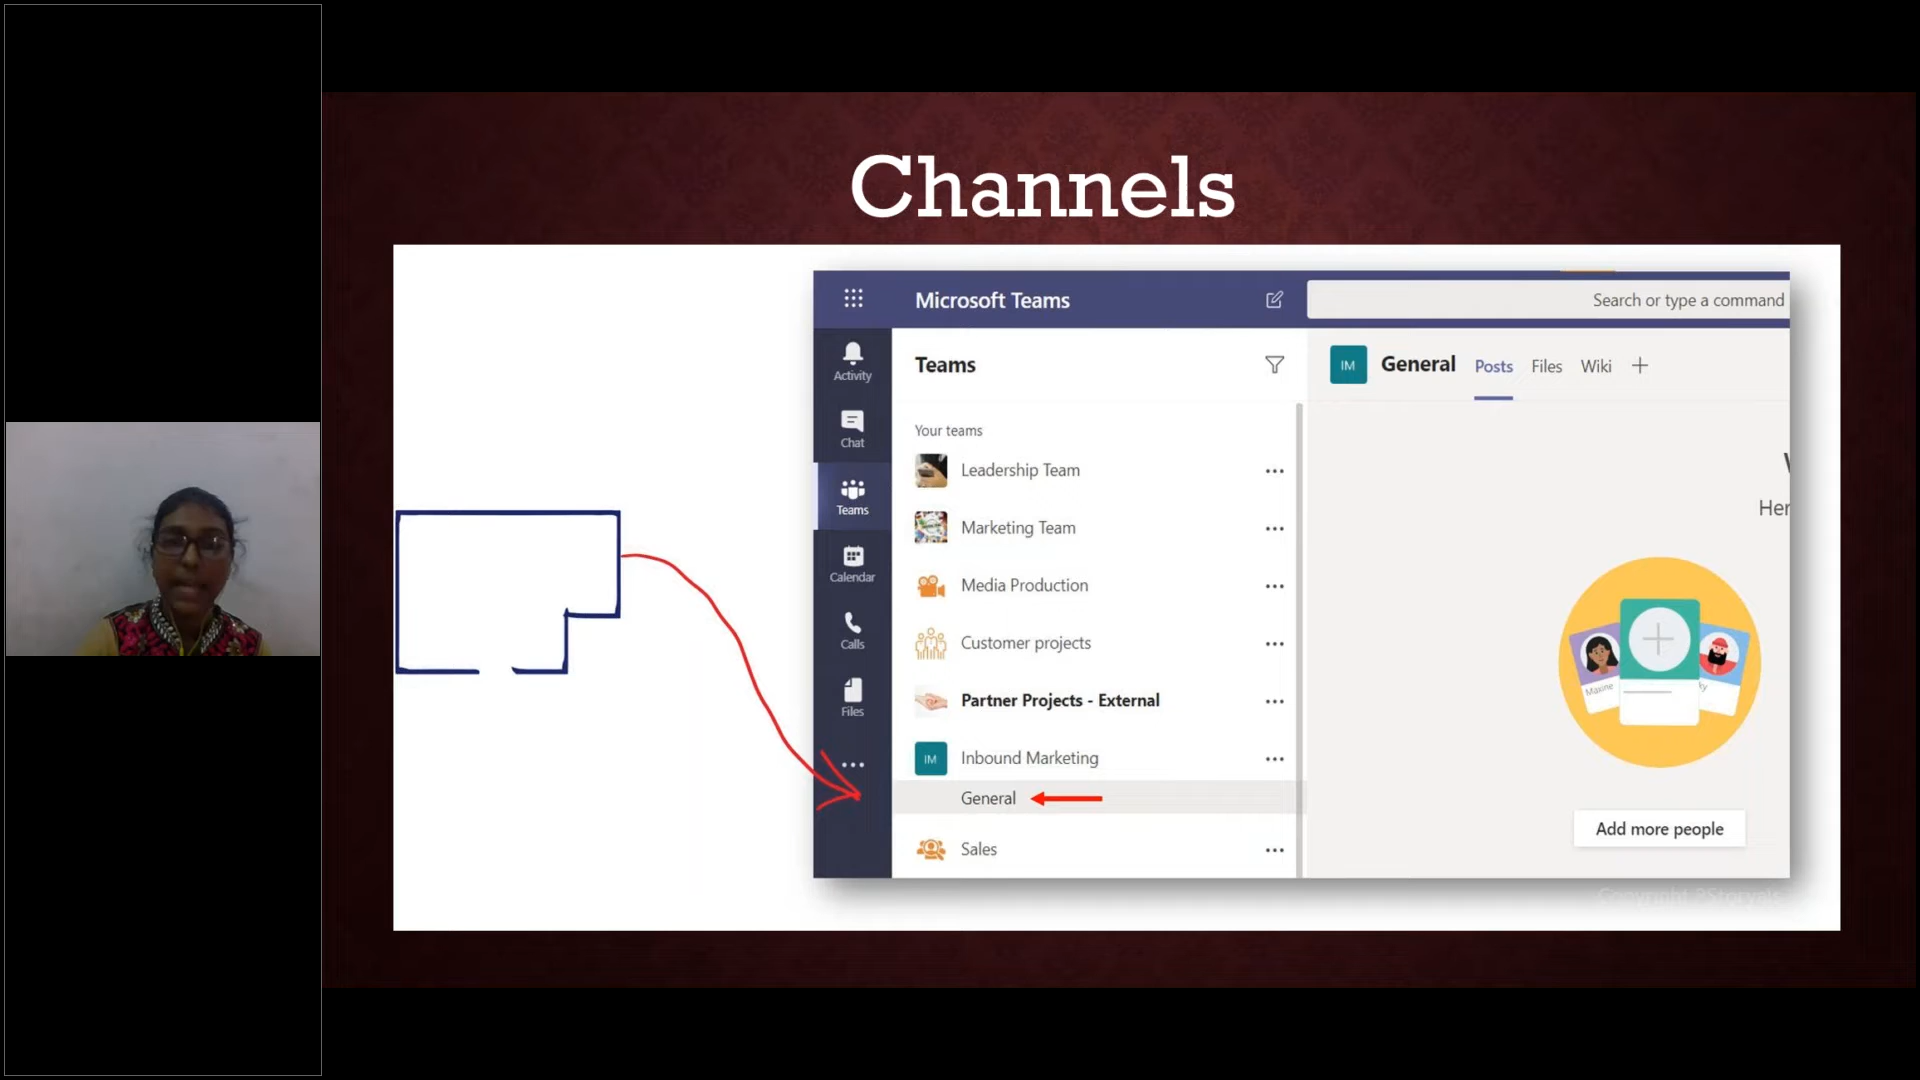 Channels
Microsoft Teams
Search or type a command
Activity
Chat
Teams
Calendar
Calls
Files
Teams
Your teams
Leadership Team
Marketing Team
Media Production
Customer projects
Partner Projects - External
IM Inbound Marketing
General
Sales
IM General Posts Files Wiki
Her
Maxine
Add more people
Copyright